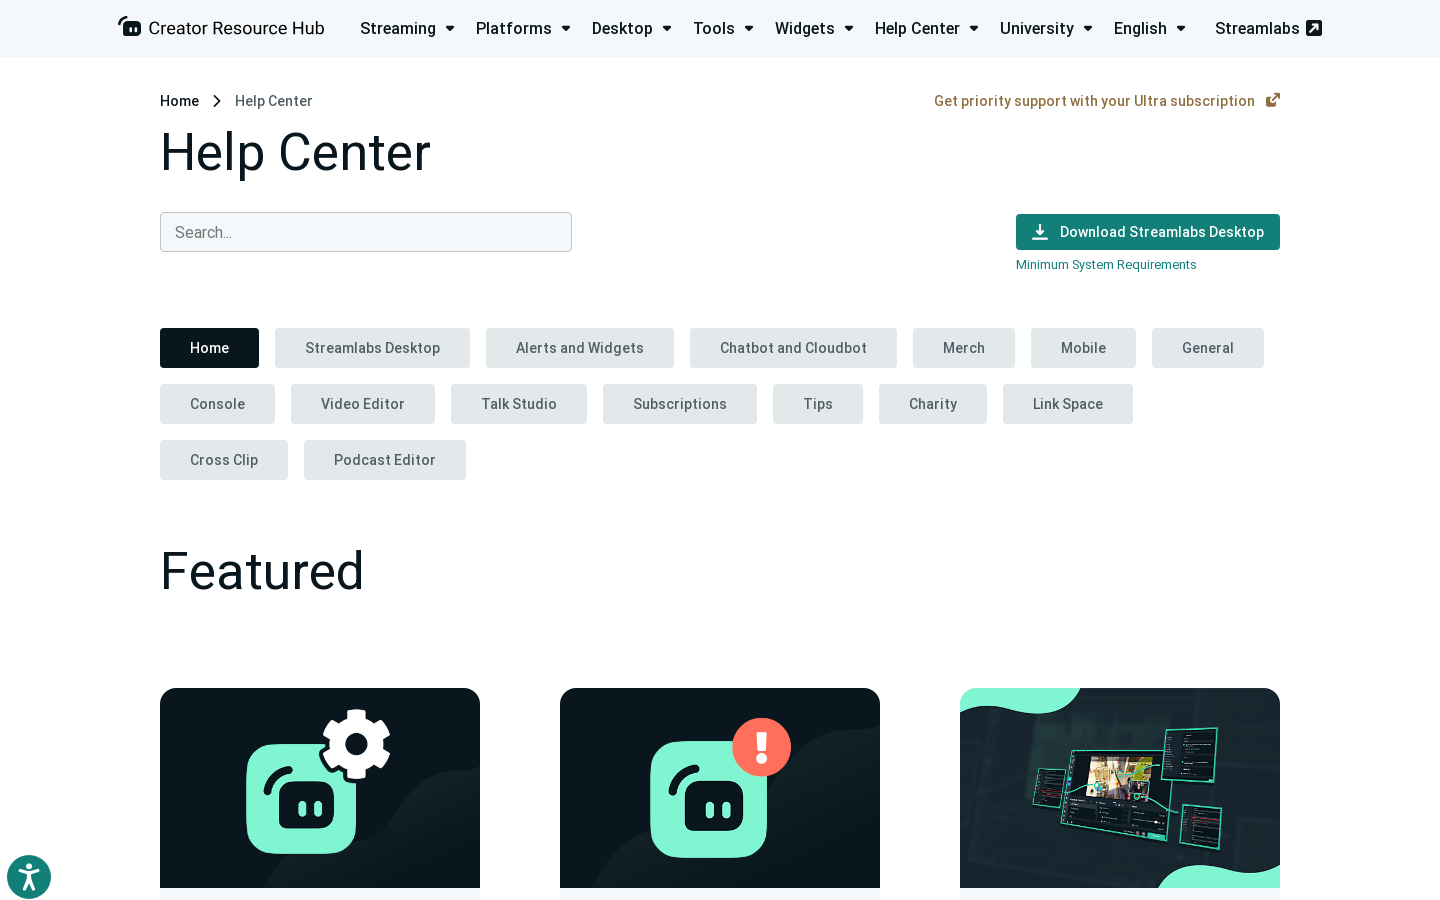 Creator Resource Hub Streaming Platforms Desktop Tools Widgets Help Center University English Streamlabs
Home Help Center Get priority support with your Ultra subscription
Help Center
Search... Download Streamlabs Desktop
Minimum System Requirements
Home Streamlabs Desktop Alerts and Widgets Chatbot and Cloudbot Merch Mobile General
Console Video Editor Talk Studio Subscriptions Tips Charity Link Space
Cross Clip Podcast Editor
Featured